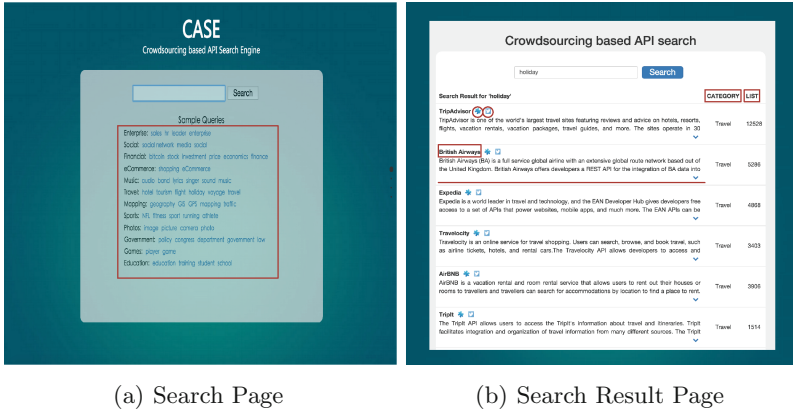 CASE
Crowdsourcing based API Search Engine
Search
Sample Queries
Enterprise: sales hr leader enterprise
Social: social network media social
Financial: bitcoin stock investment price economics finance
eCommerce: shopping eCommerce
Music: audio band lyrics singer sound music
Travel: hotel tourism flight holiday voyage travel
Mapping: geography GIS GPS mapping traffic
Sports: NFL fitness sport running athlete
Photos: image picture camera photo
Government: policy congress department government law
Games: player game
Education: education training student school
(a) Search Page
Crowdsourcing based API search
holiday Search
Search Result for 'holiday' CATEGORY LIST
TripAdvisor
TripAdvisor is one of the world's largest travel sites featuring reviews and advice on hotels, resorts,
flights, vacation rentals, vacation packages, travel guides, and more. The sites operate in 30
Travel 12528
British Airways
British Airways (BA) is a full service global airline with an extensive global route network based out of
the United Kingdom. British Airways offers developers a REST API for the integration of BA data into
Travel 5286
Expedia
Expedia is a world leader in travel and technology, and the EAN Developer Hub gives developers free
access to a set of APIs that power websites, mobile apps, and much more. The EAN APIs can be
Travel 4868
Travelocity
Travelocity is an online service for travel shopping. Users can search, browse, and book travel, such
as airline tickets, hotels, and rental cars.The Travelocity API allows developers to access and
Travel 3403
AirBNB
AirBNB is a vacation rental and room rental service that allows users to rent out their houses or
rooms to travellers and travellers can search for accommodations by location to find a place to rent.
Travel 3906
TripIt
The TripIt API allows users to access the TripIt's information about travel and itineraries. TripIt
facilitates integration and organization of travel information from many different sources. The TripIt
Travel 1514
(b) Search Result Page